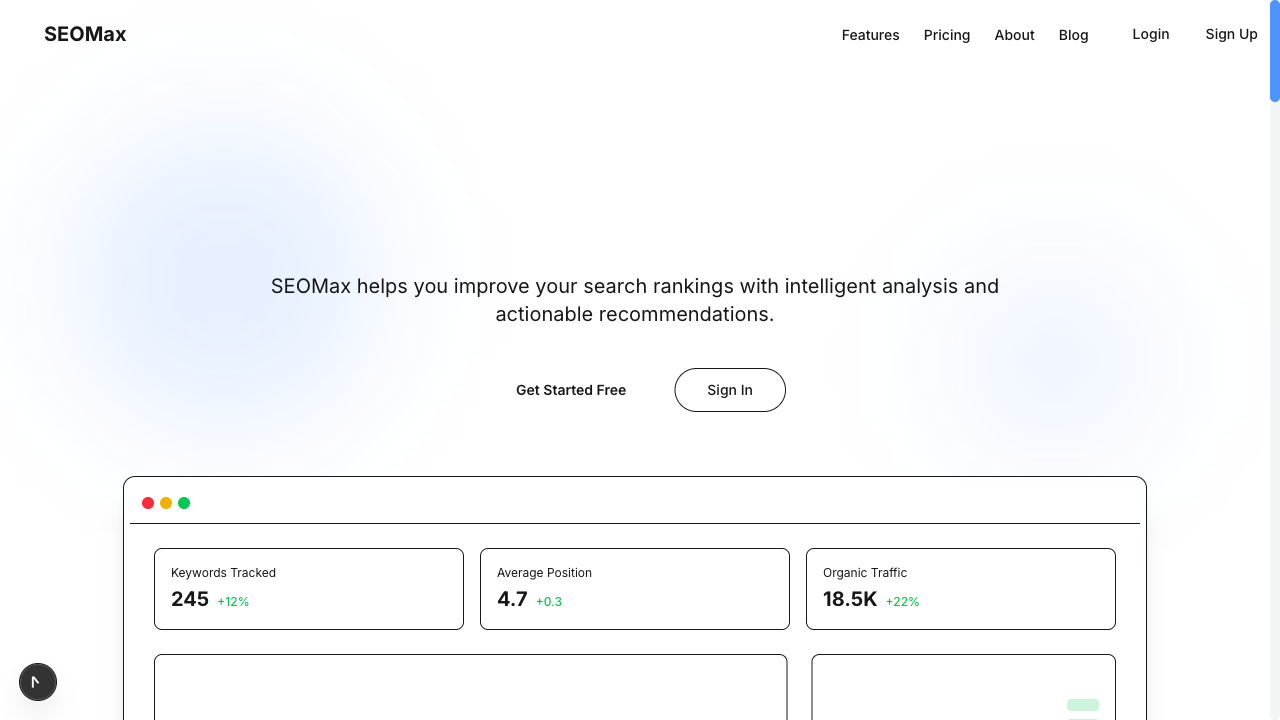 SEOMax
Features
Pricing
About
Blog
Login
Sign Up
SEOMax helps you improve your search rankings with intelligent analysis and
actionable recommendations.
Get Started Free
Sign In
Keywords Tracked
245 +12%
Average Position
4.7 +0.3
Organic Traffic
18.5K +22%